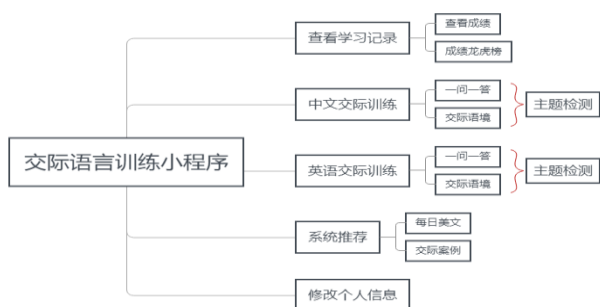 交际语言训练小程序
查看学习记录
查看成绩
成绩龙虎榜
中文交际训练
一问一答
交际语境
主题检测
英语交际训练
一问一答
交际语境
主题检测
系统推荐
每日美文
交际案例
修改个人信息